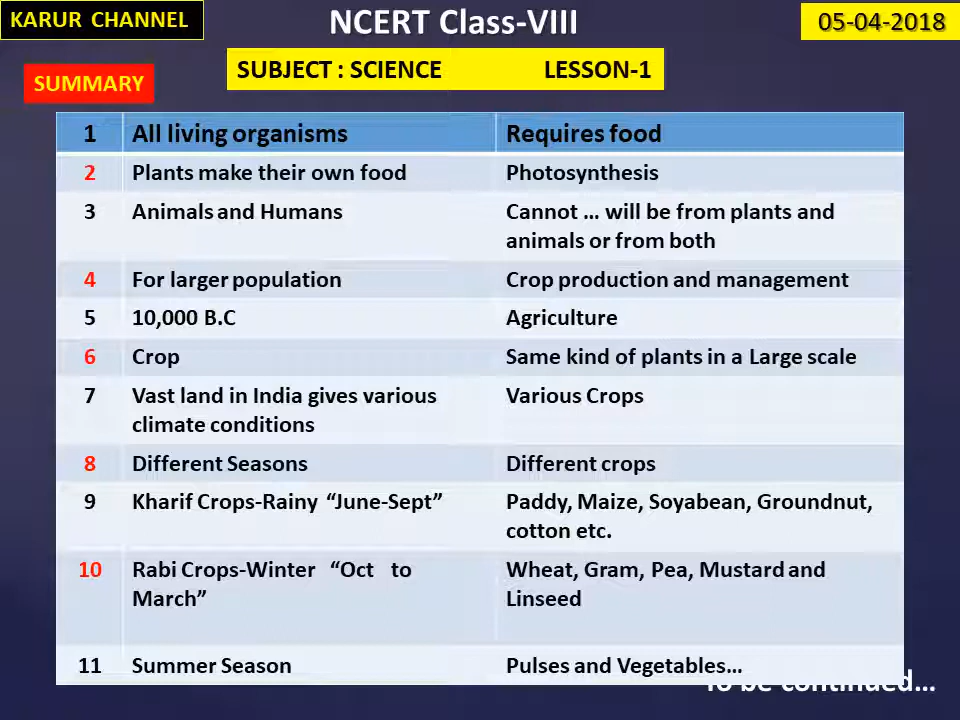 KARUR CHANNEL
NCERT Class-VIII
05-04-2018
SUBJECT : SCIENCE LESSON-1
SUMMARY
1 All living organisms Requires food
2 Plants make their own food Photosynthesis
3 Animals and Humans Cannot ... will be from plants and
animals or from both
4 For larger population Crop production and management
5 10,000 B.C Agriculture
6 Crop Same kind of plants in a Large scale
7 Vast land in India gives various Various Crops
climate conditions
8 Different Seasons Different crops
9 Kharif Crops-Rainy “June-Sept” Paddy, Maize, Soyabean, Groundnut,
cotton etc.
10 Rabi Crops-Winter “Oct to Wheat, Gram, Pea, Mustard and
March” Linseed
11 Summer Season Pulses and Vegetables...
To be continued...